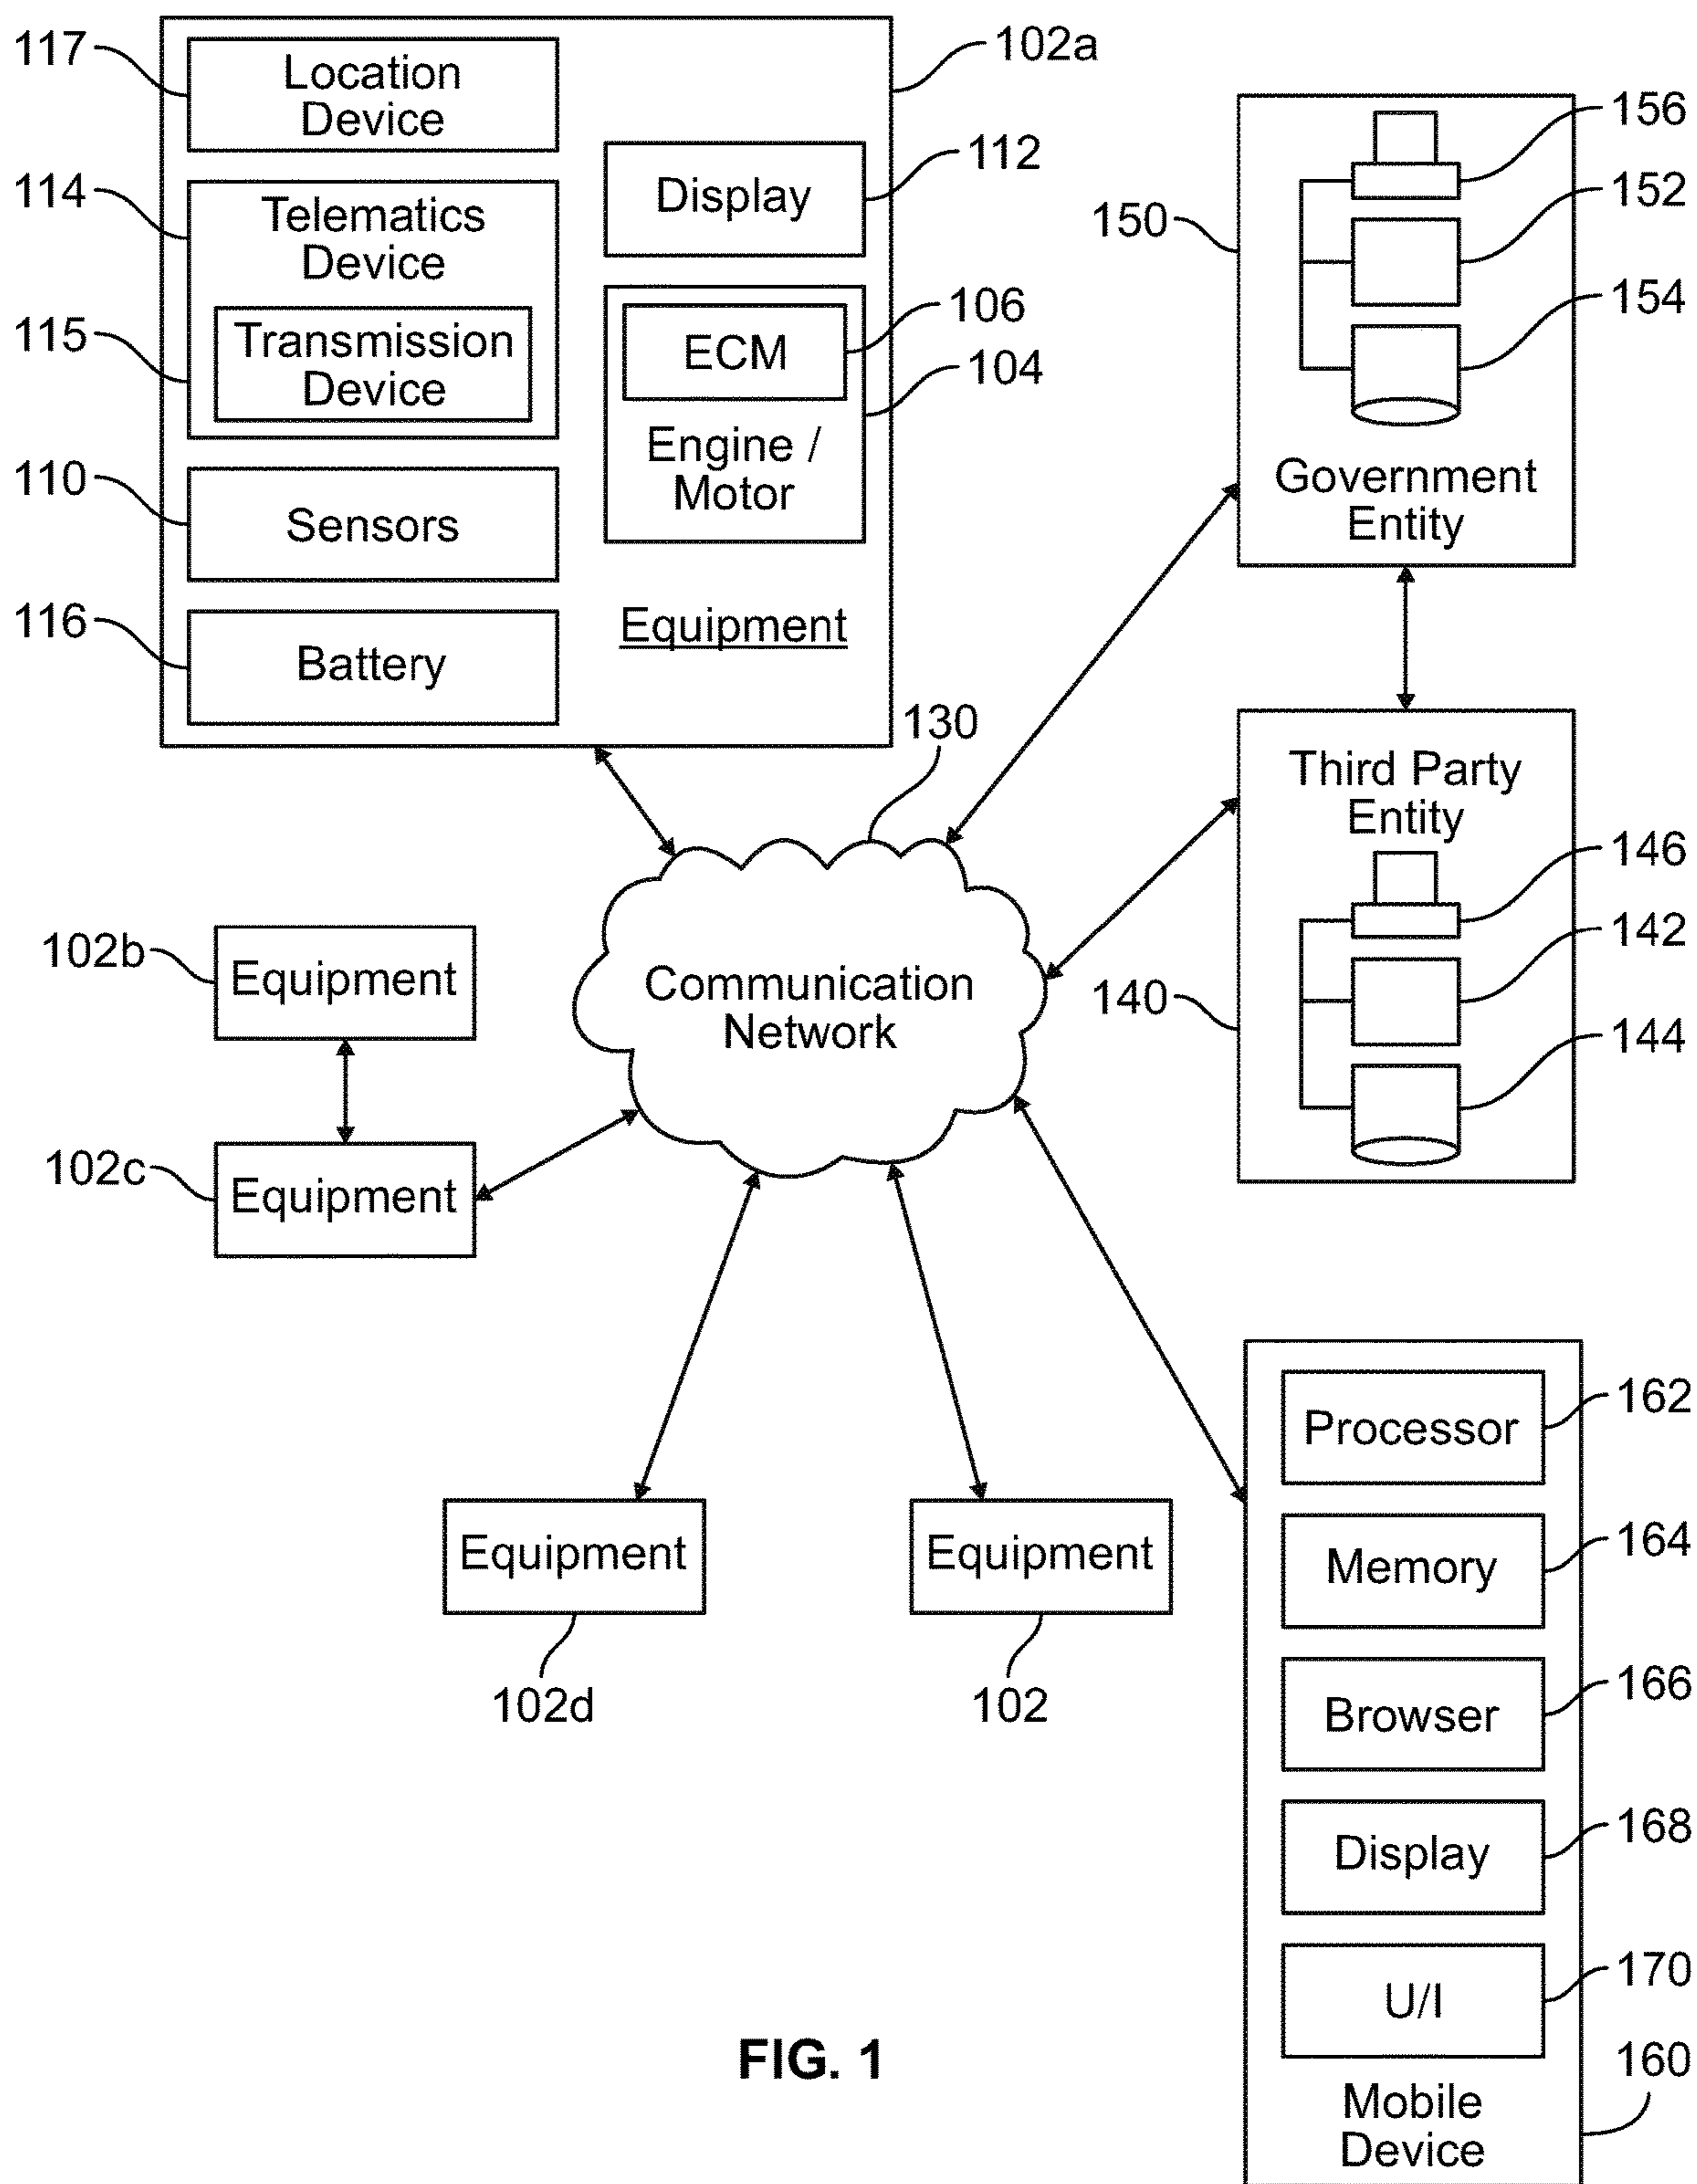 117
Location
Device
102a
114
Telematics
Device
115
Transmission
Device
Display
112
ECM
106
104
Engine /
Motor
110
Sensors
116
Battery
Equipment
156
152
150
154
Government
Entity
130
Third Party
Entity
146
142
140
144
Communication
Network
102b
Equipment
102c
Equipment
Equipment
102d
Equipment
102
Processor
162
Memory
164
Browser
166
Display
168
U/I
170
160
Mobile
Device
FIG. 1